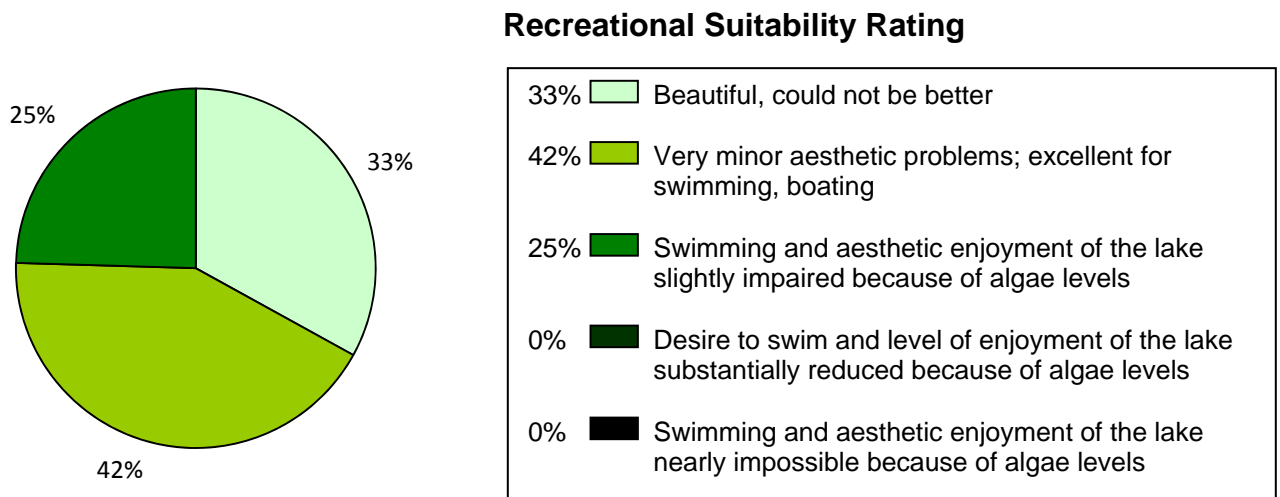 Recreational Suitability Rating
25%
33%
42%
33% Beautiful, could not be better
42% Very minor aesthetic problems; excellent for
swimming, boating
25% Swimming and aesthetic enjoyment of the lake
slightly impaired because of algae levels
0% Desire to swim and level of enjoyment of the lake
substantially reduced because of algae levels
0% Swimming and aesthetic enjoyment of the lake
nearly impossible because of algae levels